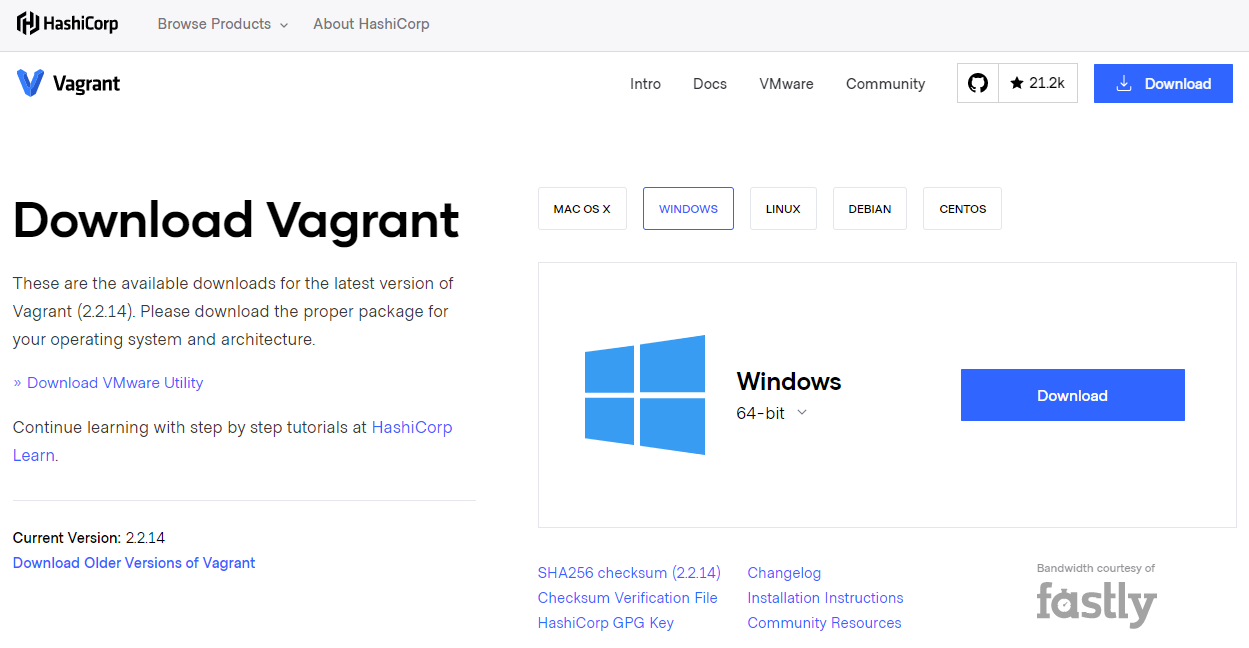 HashiCorp Browse Products About HashiCorp
Vagrant Intro Docs VMware Community 21.2k Download
Download Vagrant
These are the available downloads for the latest version of
Vagrant (2.2.14). Please download the proper package for
your operating system and architecture.
» Download VMware Utility
Continue learning with step by step tutorials at HashiCorp
Learn.
Current Version: 2.2.14
Download Older Versions of Vagrant
MAC OS X WINDOWS LINUX DEBIAN CENTOS
Windows
64-bit
Download
SHA256 checksum (2.2.14)
Checksum Verification File
HashiCorp GPG Key
Changelog
Installation Instructions
Community Resources
Bandwidth courtesy of
fastly